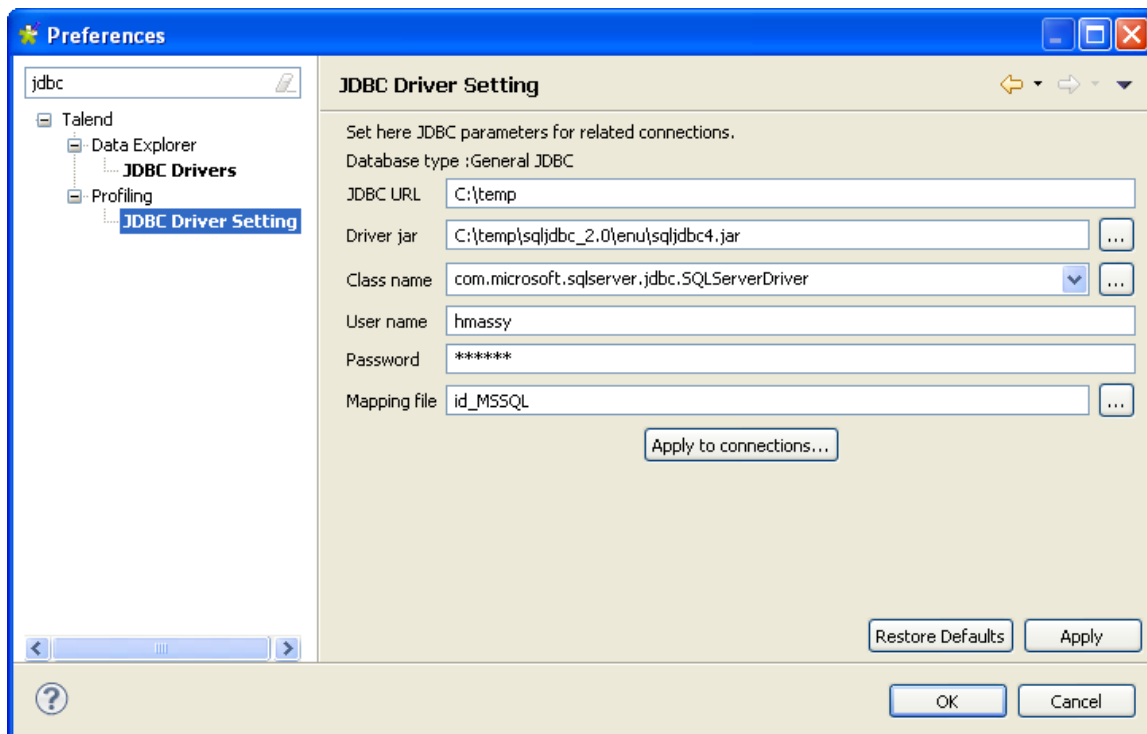 Preferences
jdbc
Talend
Data Explorer
JDBC Drivers
Profiling
JDBC Driver Setting
JDBC Driver Setting
Set here JDBC parameters for related connections.
Database type :General JDBC
JDBC URL C:\temp
Driver jar C:\temp\sqljdbc_2.0\enu\sqljdbc4.jar ...
Class name com.microsoft.sqlserver.jdbc.SQLServerDriver ...
User name hmassy
Password ******
Mapping file id_MSSQL ...
Apply to connections...
Restore Defaults Apply
? OK Cancel